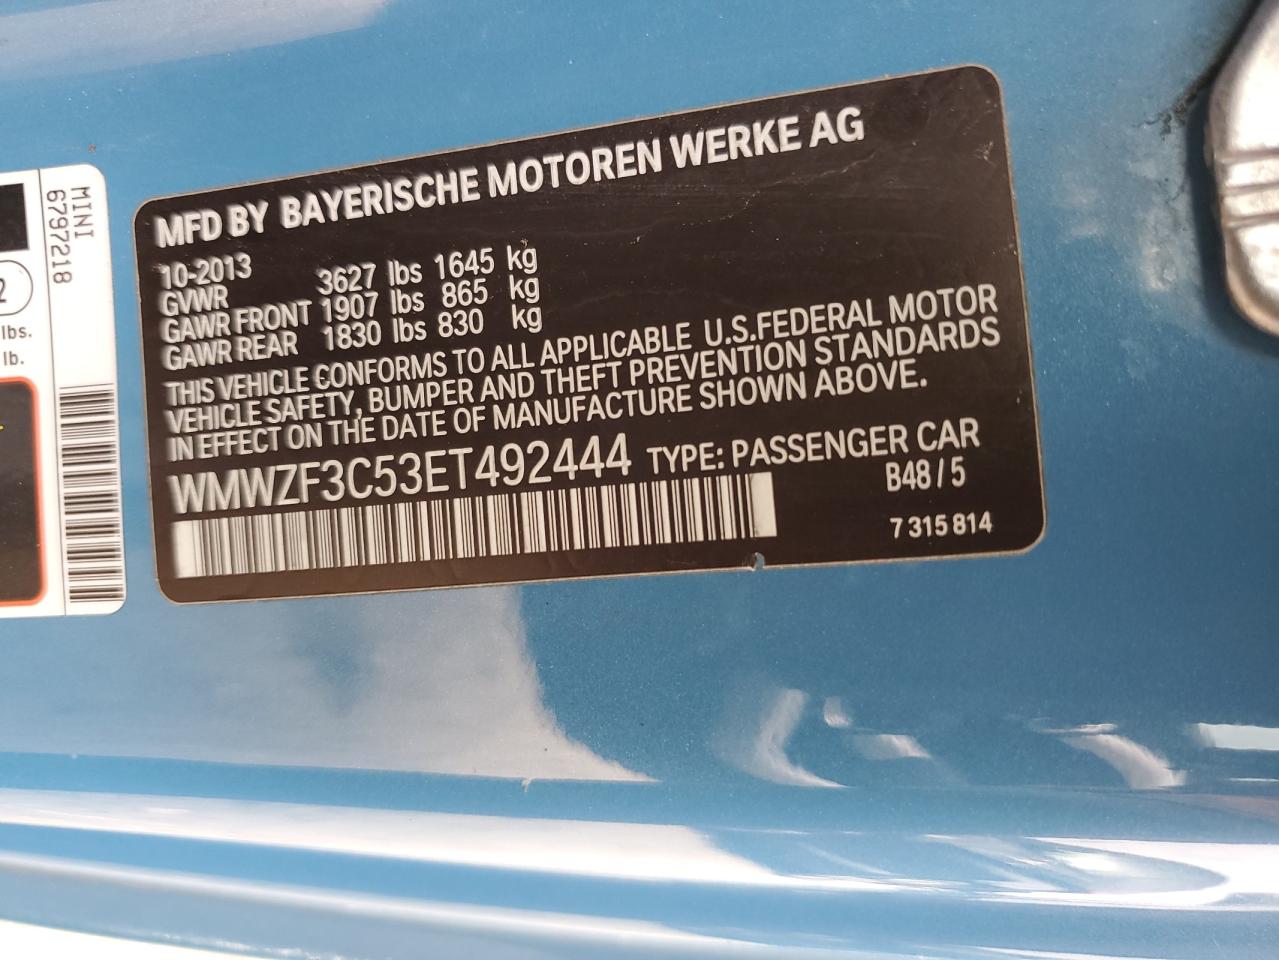 MFD BY BAYERISCHE MOTOREN WERKE AG
10-2013
GVWR 3627 lbs 1645 kg
GAWR FRONT 1907 lbs 865 kg
GAWR REAR 1830 lbs 830 kg
THIS VEHICLE CONFORMS TO ALL APPLICABLE U.S.FEDERAL MOTOR
VEHICLE SAFETY, BUMPER AND THEFT PREVENTION STANDARDS
IN EFFECT ON THE DATE OF MANUFACTURE SHOWN ABOVE.
WMWZF3C53ET492444 TYPE: PASSENGER CAR
B48/5
7 315 814
MINI
6797218
2
lbs.
lb.